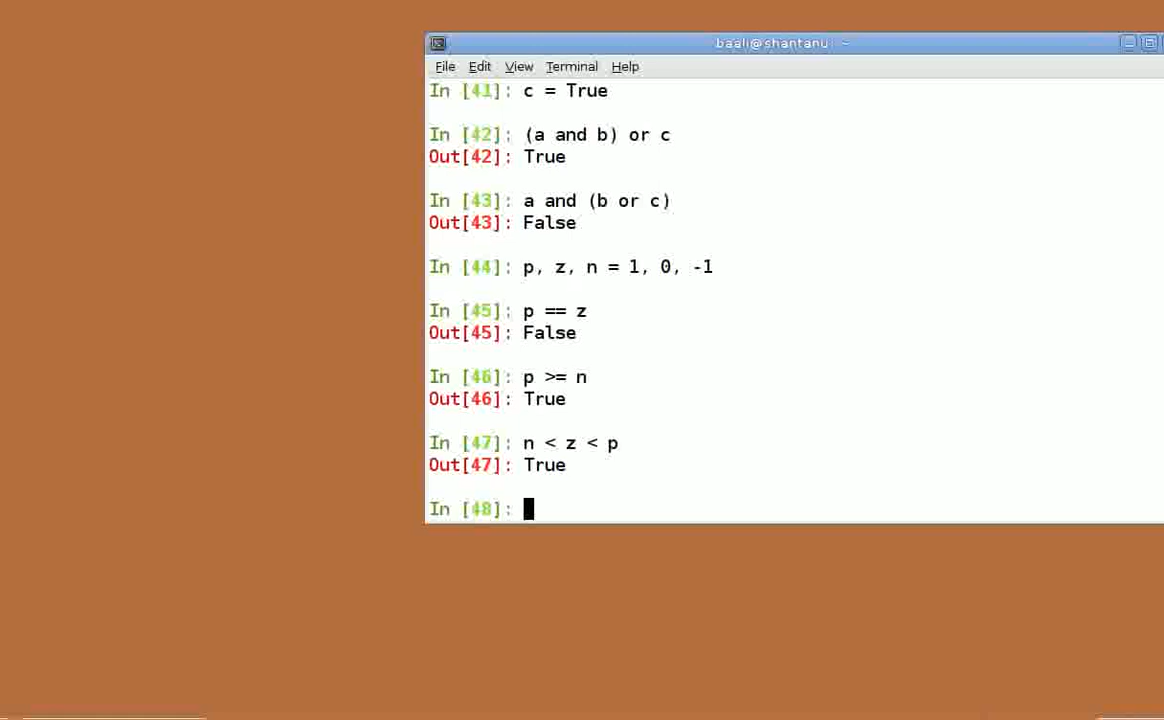 baali@shantanu: ~
File Edit View Terminal Help
In [41]: c = True
In [42]: (a and b) or c
Out[42]: True
In [43]: a and (b or c)
Out[43]: False
In [44]: p, z, n = 1, 0, -1
In [45]: p == z
Out[45]: False
In [46]: p >= n
Out[46]: True
In [47]: n < z < p
Out[47]: True
In [48]: